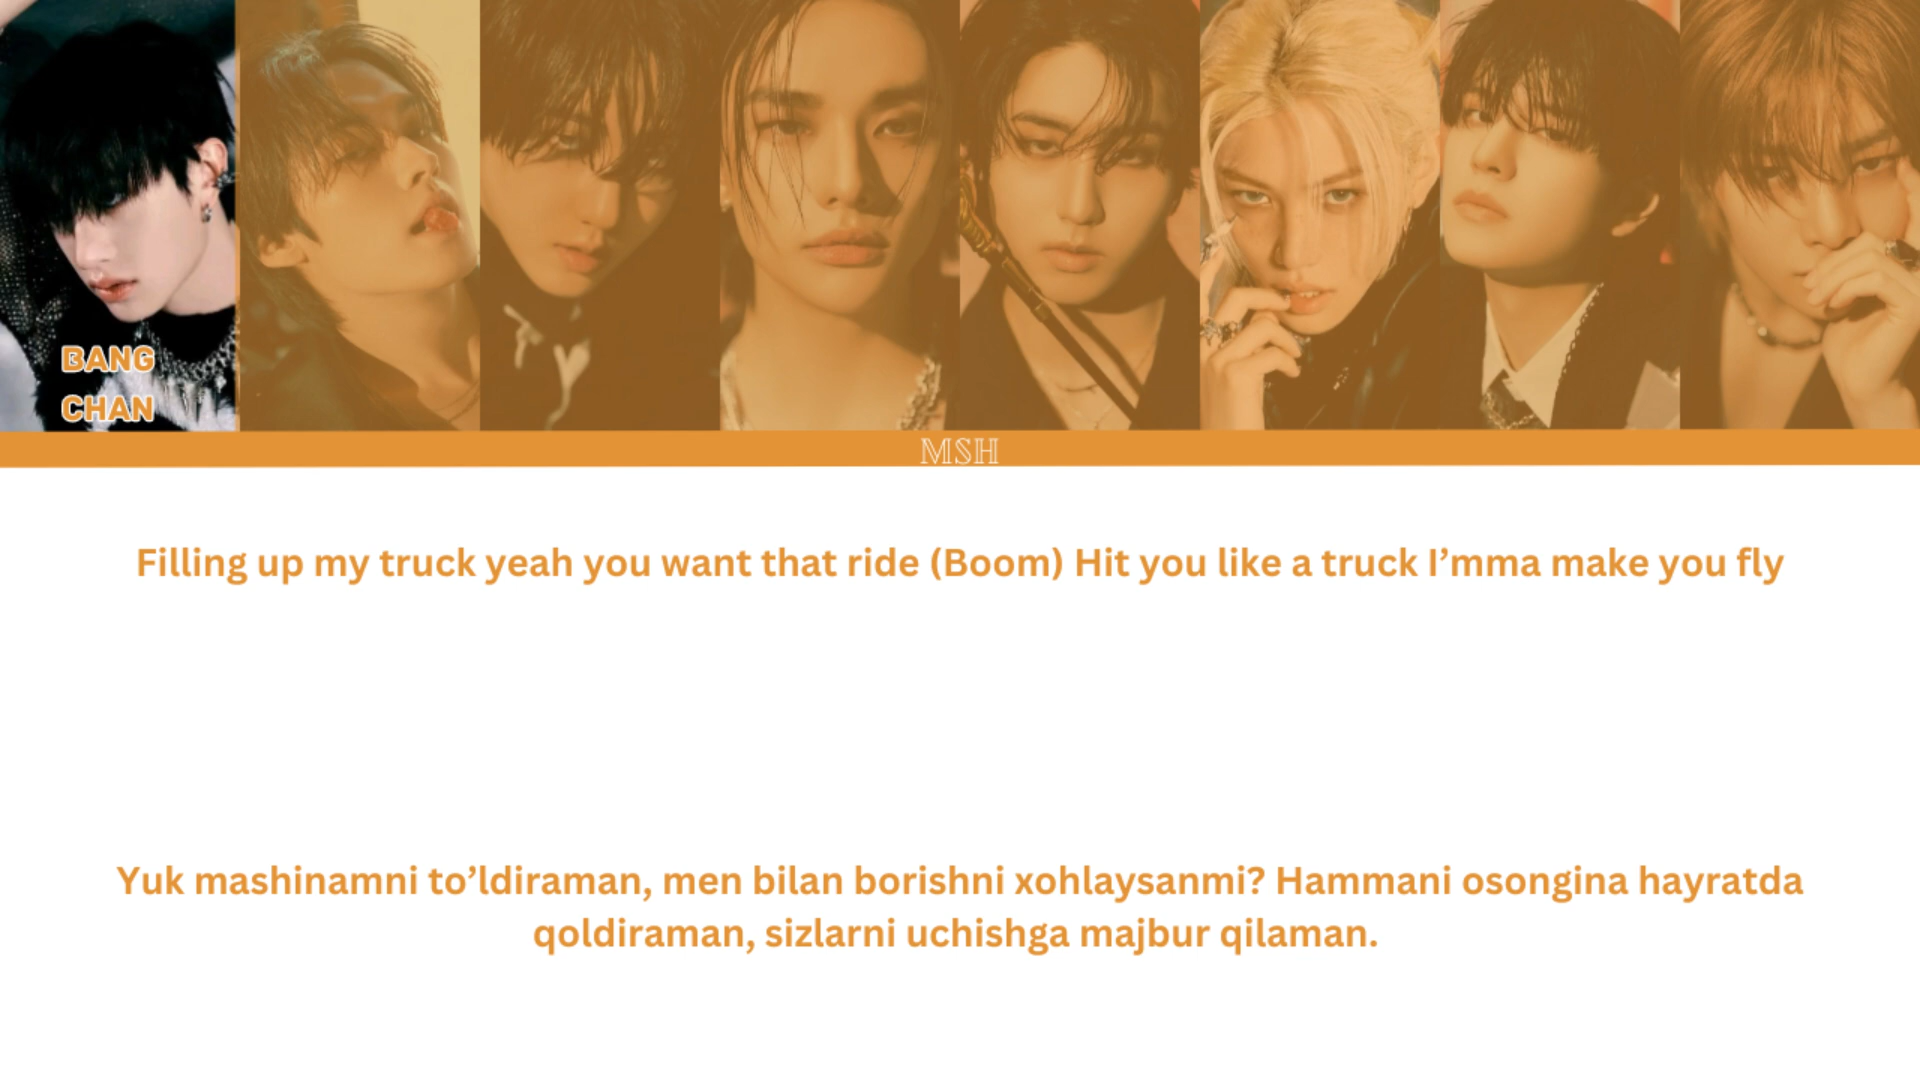 BANG
CHAN
MSH
Filling up my truck yeah you want that ride (Boom) Hit you like a truck I’mma make you fly
Yuk mashinamni to’ldiraman, men bilan borishni xohlaysanmi? Hammani osongina hayratda
qoldiraman, sizlarni uchishga majbur qilaman.